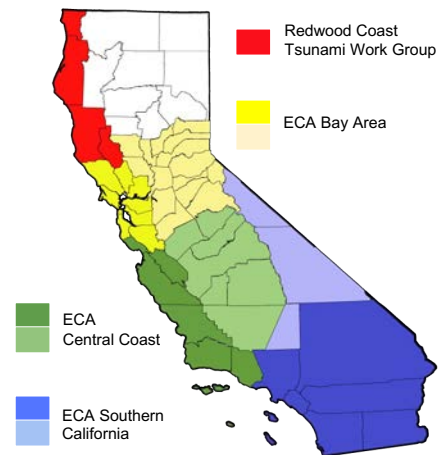 Redwood Coast
Tsunami Work Group
ECA Bay Area
ECA
Central Coast
ECA Southern
California